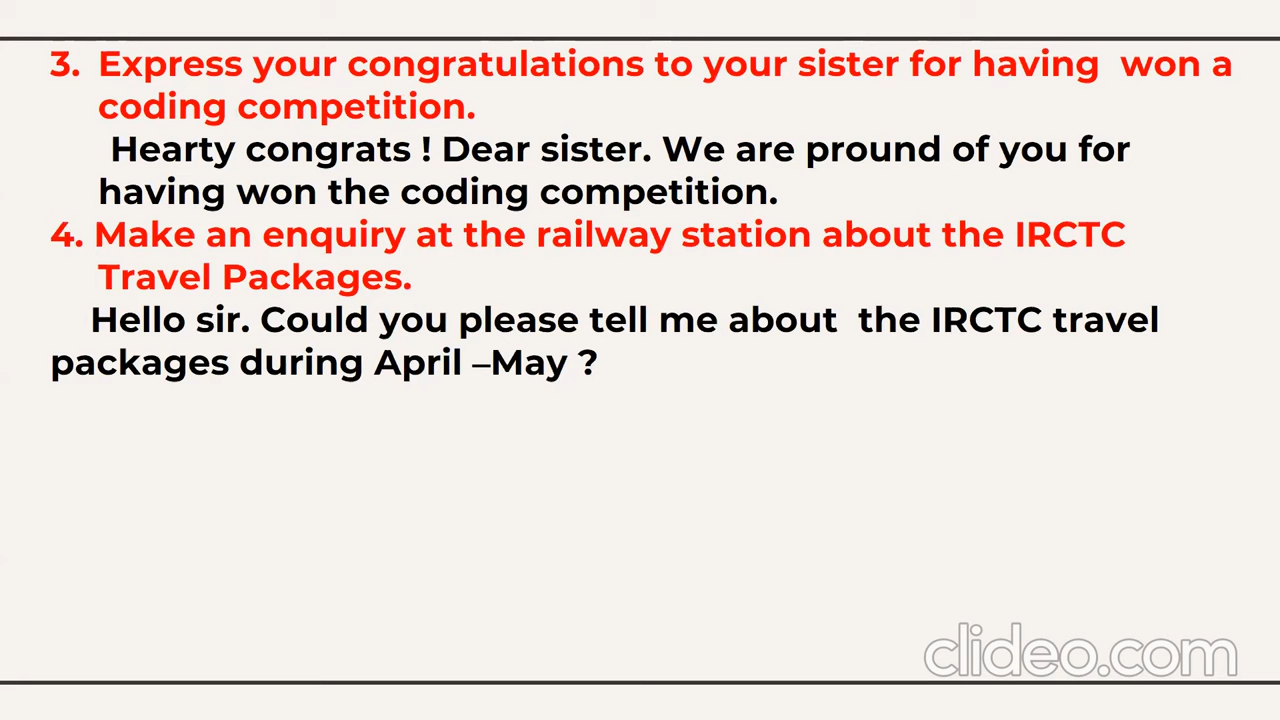 3. Express your congratulations to your sister for having won a
coding competition.
Hearty congrats ! Dear sister. We are pround of you for
having won the coding competition.
4. Make an enquiry at the railway station about the IRCTC
Travel Packages.
Hello sir. Could you please tell me about the IRCTC travel
packages during April –May ?
clideo.com